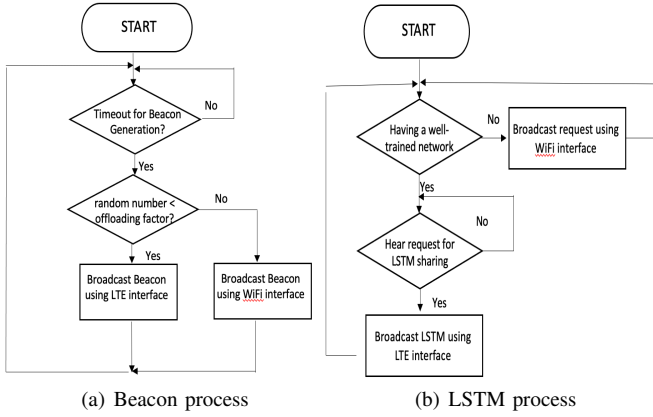 START
Timeout for Beacon
Generation?
No
Yes
random number <
offloading factor?
No
Yes
Broadcast Beacon
using LTE interface
Broadcast Beacon
using WiFi interface
(a) Beacon process
START
Having a well-
trained network
No
Broadcast request using
WiFi interface
Yes
No
Hear request for
LSTM sharing
Yes
Broadcast LSTM using
LTE interface
(b) LSTM process